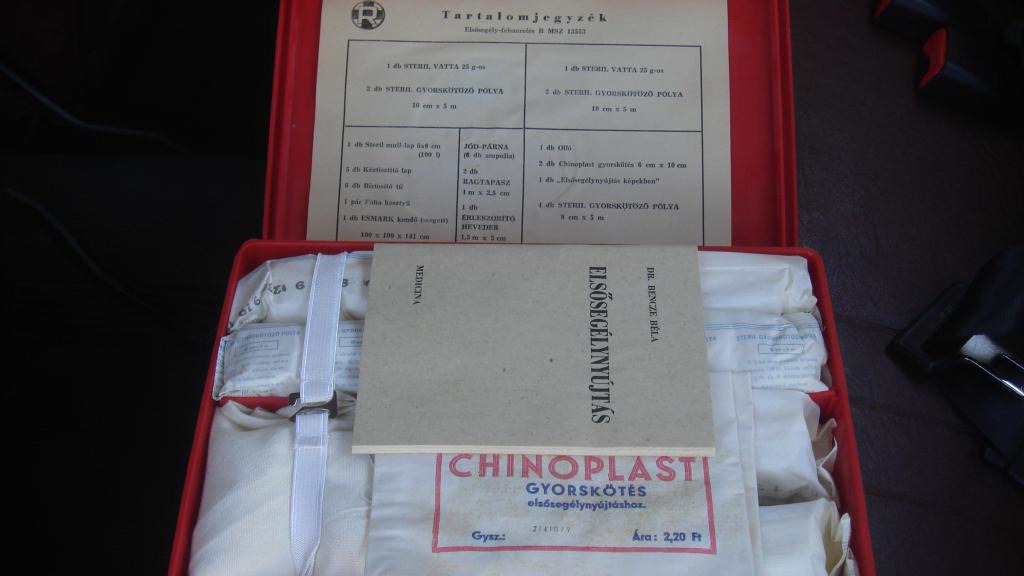 R
Tartalomjegyzék
Elsősegély-felszerelés B MSZ 13553
1 db STERIL VATTA 25 g-os
2 db STERIL GYORSKÖTÖZŐ PÓLYA
10 cm x 5 m
1 db STERIL VATTA 25 g-os
2 db STERIL GYORSKÖTÖZŐ PÓLYA
10 cm x 5 m
1 db Steril mull-lap 6x6 cm
(100 l)
5 db Kéztisztító lap
6 db Biztosító tű
1 pár Fólia kesztyű
1 db ESMARK kendő (szegett)
100 x 100 x 141 cm
JÓD-PÁRNA
(6 db ampulla)
2 db
RAGTAPASZ
1 m x 2,5 cm
1 db
ÉRLESZORÍTÓ
HEVEDER
1,5 m x 5 cm
1 db Olló
2 db Chinoplast gyorskötés 6 cm x 10 cm
1 db „Elsősegélynyújtás képekben"
4 db STERIL GYORSKÖTÖZŐ PÓLYA
8 cm x 5 m
DR. BENCZE BÉLA
ELSŐSEGÉLYNYÚJTÁS
MEDICINA
STERIL GYORSKÖTÖZŐ PÓLYA
CHINOPLAST
GYORSKÖTÉS
elsősegélynyújtáshoz.
Gysz.: 2141079 Ára: 2,20 Ft